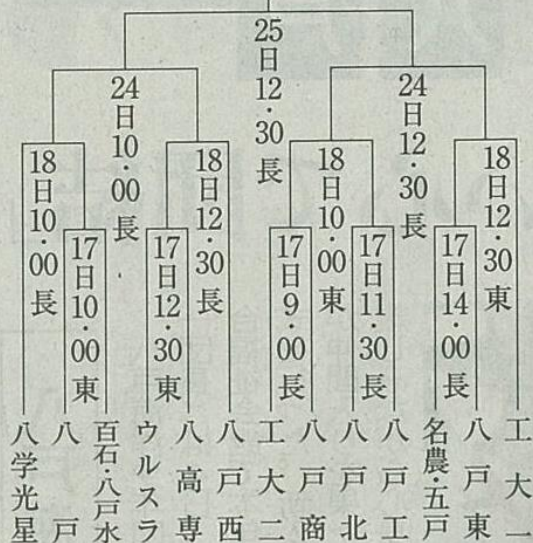 25日12・30長
24日10・00長
24日12・30長
18日10・00長
18日12・30長
18日10・00東
18日12・30東
17日10・00東
17日12・30東
17日9・00長
17日11・30長
17日14・00長
八学光星
八戸
百石・八戸水
ウルスラ
八高専
八戸西
工大二
八戸商
八戸北
八戸工
名農・五戸
八戸東
工大一